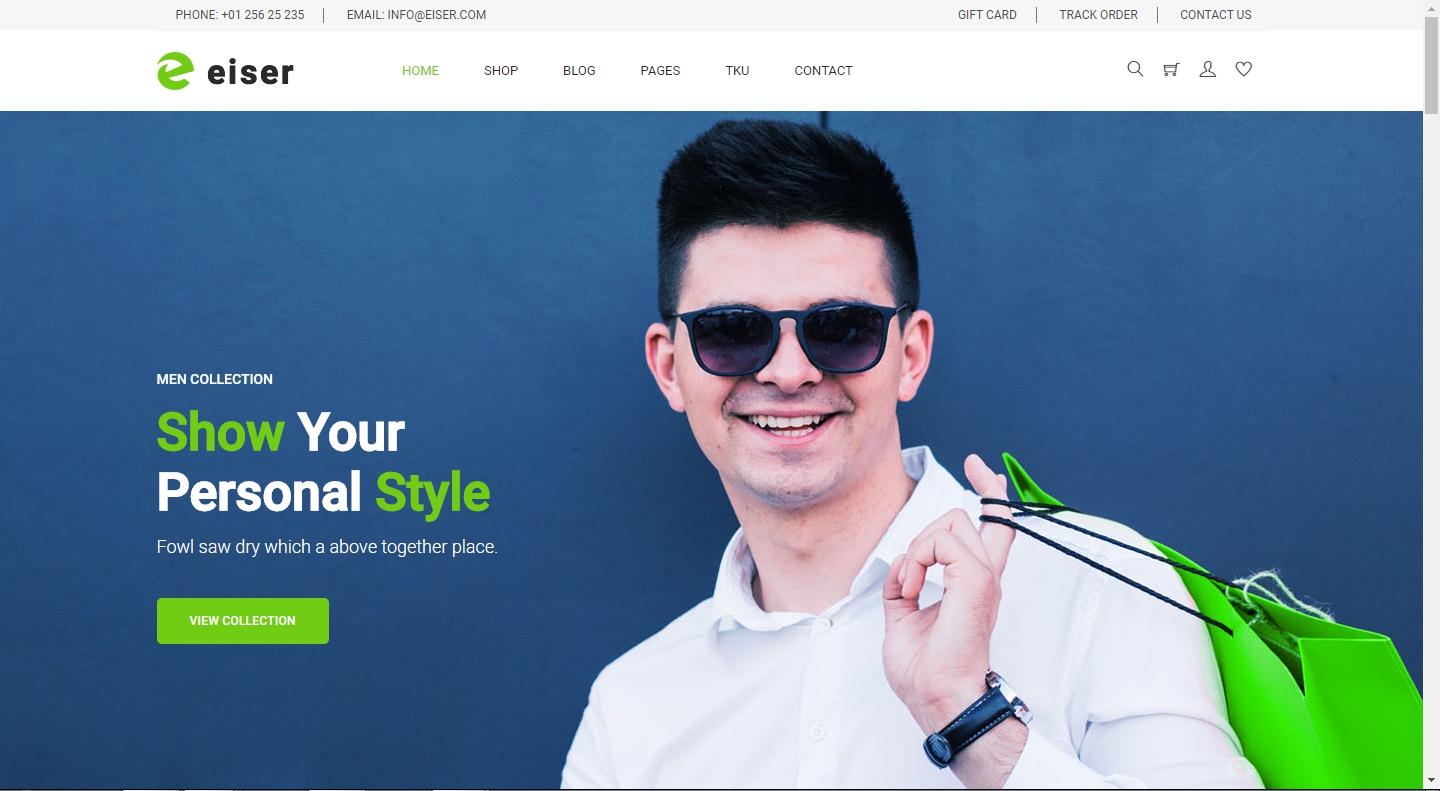 PHONE: +01 256 25 235
EMAIL: INFO@EISER.COM
GIFT CARD
TRACK ORDER
CONTACT US
eiser
HOME
SHOP
BLOG
PAGES
TKU
CONTACT
MEN COLLECTION
Show Your
Personal Style
Fowl saw dry which a above together place.
VIEW COLLECTION